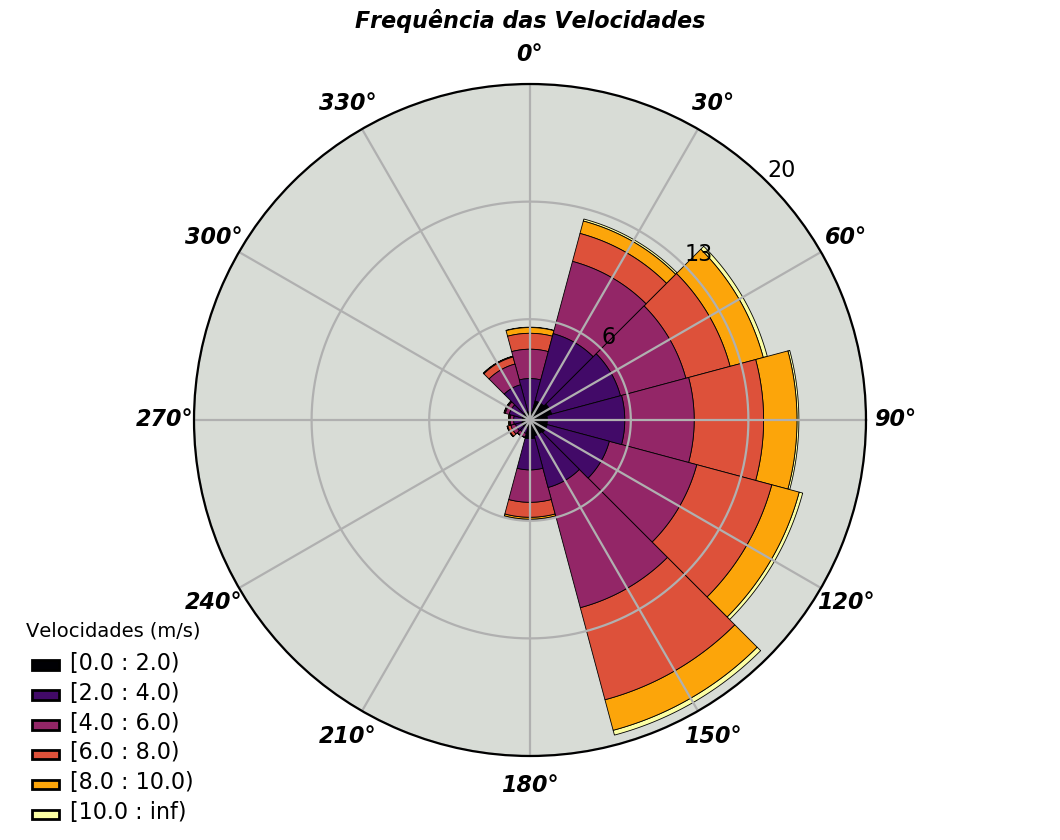 Frequência das Velocidades
0°
330°
30°
20
300°
60°
13
6
270°
90°
240°
120°
210°
150°
180°
Velocidades (m/s)
[0.0 : 2.0)
[2.0 : 4.0)
[4.0 : 6.0)
[6.0 : 8.0)
[8.0 : 10.0)
[10.0 : inf)